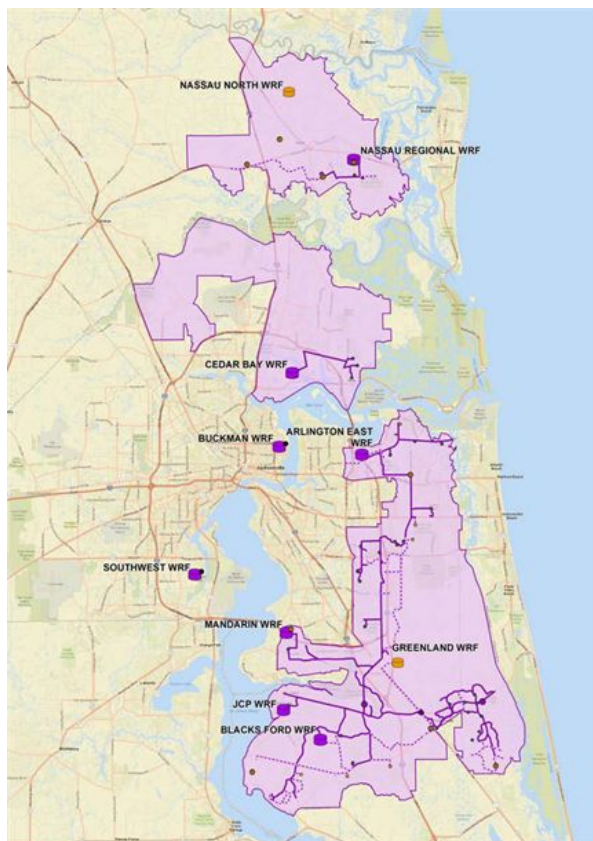 NASSAU NORTH WRF
NASSAU REGIONAL WRF
CEDAR BAY WRF
ARLINGTON EAST
WRF
BUCKMAN WRF
Jacksonville
SOUTHWEST WRF
MANDARIN WRF
GREENLAND WRF
JCP WRF
BLACKS FORD WRF